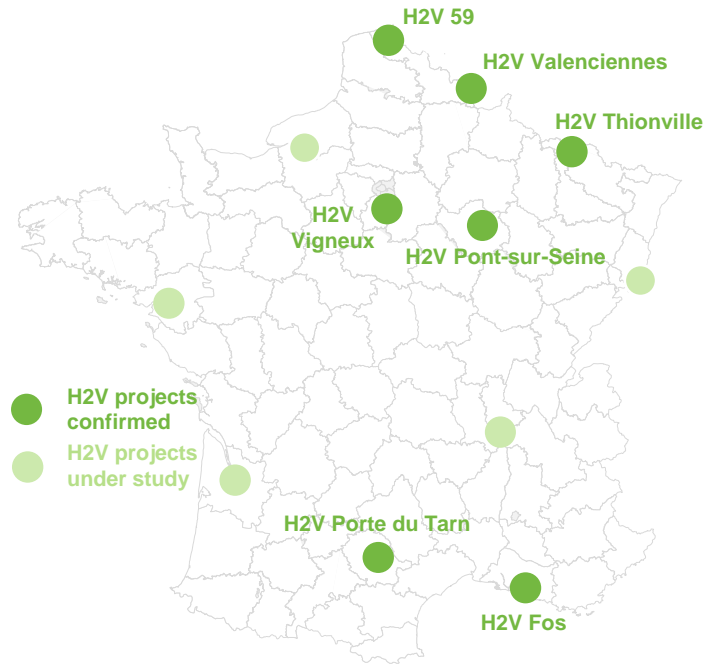 H2V 59
H2V Valenciennes
H2V Thionville
H2V
Vigneux
H2V Pont-sur-Seine
H2V projects
confirmed
H2V projects
under study
H2V Porte du Tarn
H2V Fos